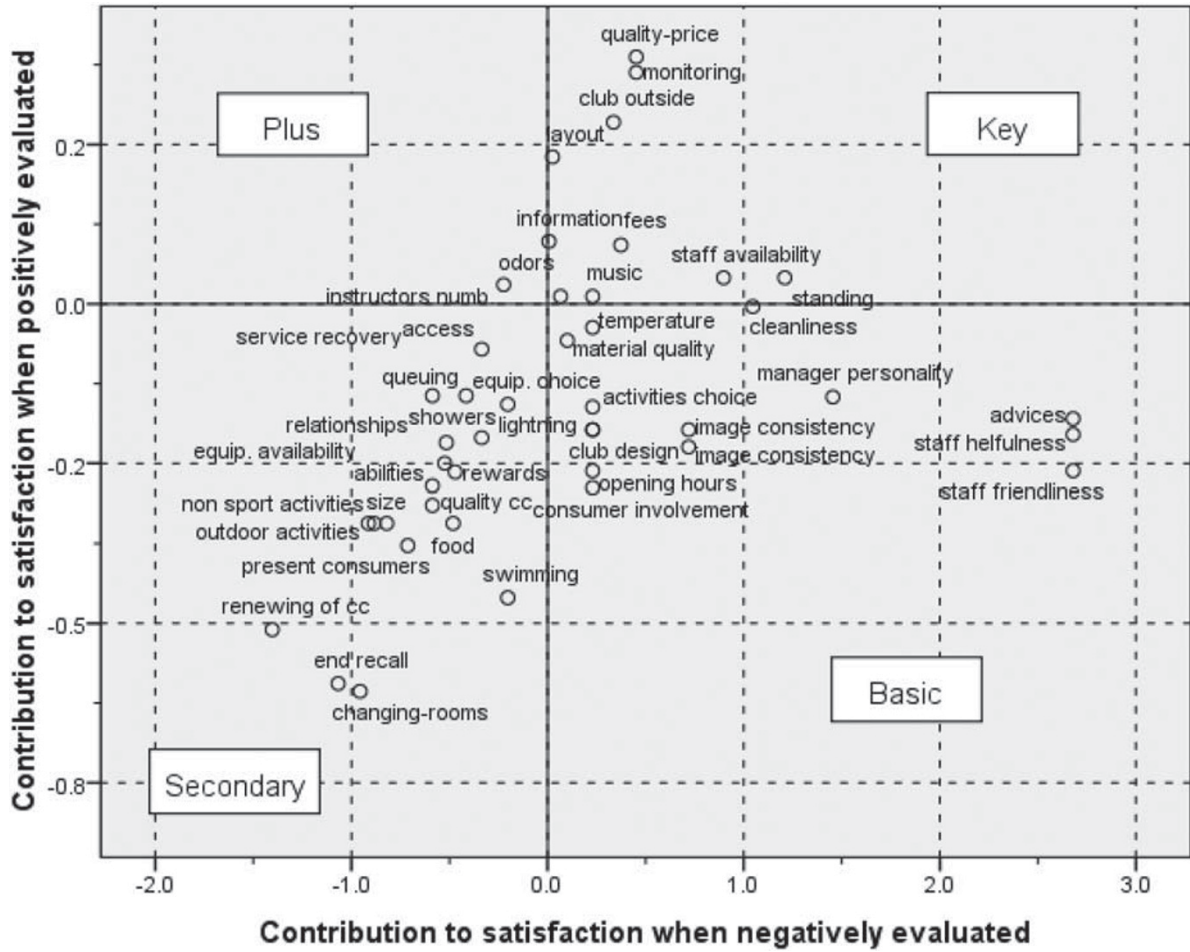 quality-price
monitoring
club outside
Plus
Key
layout
0.2
informationfees
staff availability
odors
music
instructors numb
0.0
standing
temperature
cleanliness
access
service recovery
material quality
manager personality
queuing
equip. choice
activities choice
advices
showers
relationships
lightning
image consistency
staff helfulness
equip. availability
club design
image consistency
-0.2
abilities
rewards
opening hours
staff friendliness
non sport activities
size
quality cc
consumer involvement
outdoor activities
food
present consumers
swimming
renewing of cc
-0.5
end recall
Basic
changing-rooms
Secondary
-0.8
-2.0 -1.0 0.0 1.0 2.0 3.0
Contribution to satisfaction when negatively evaluated
Contribution to satisfaction when positively evaluated